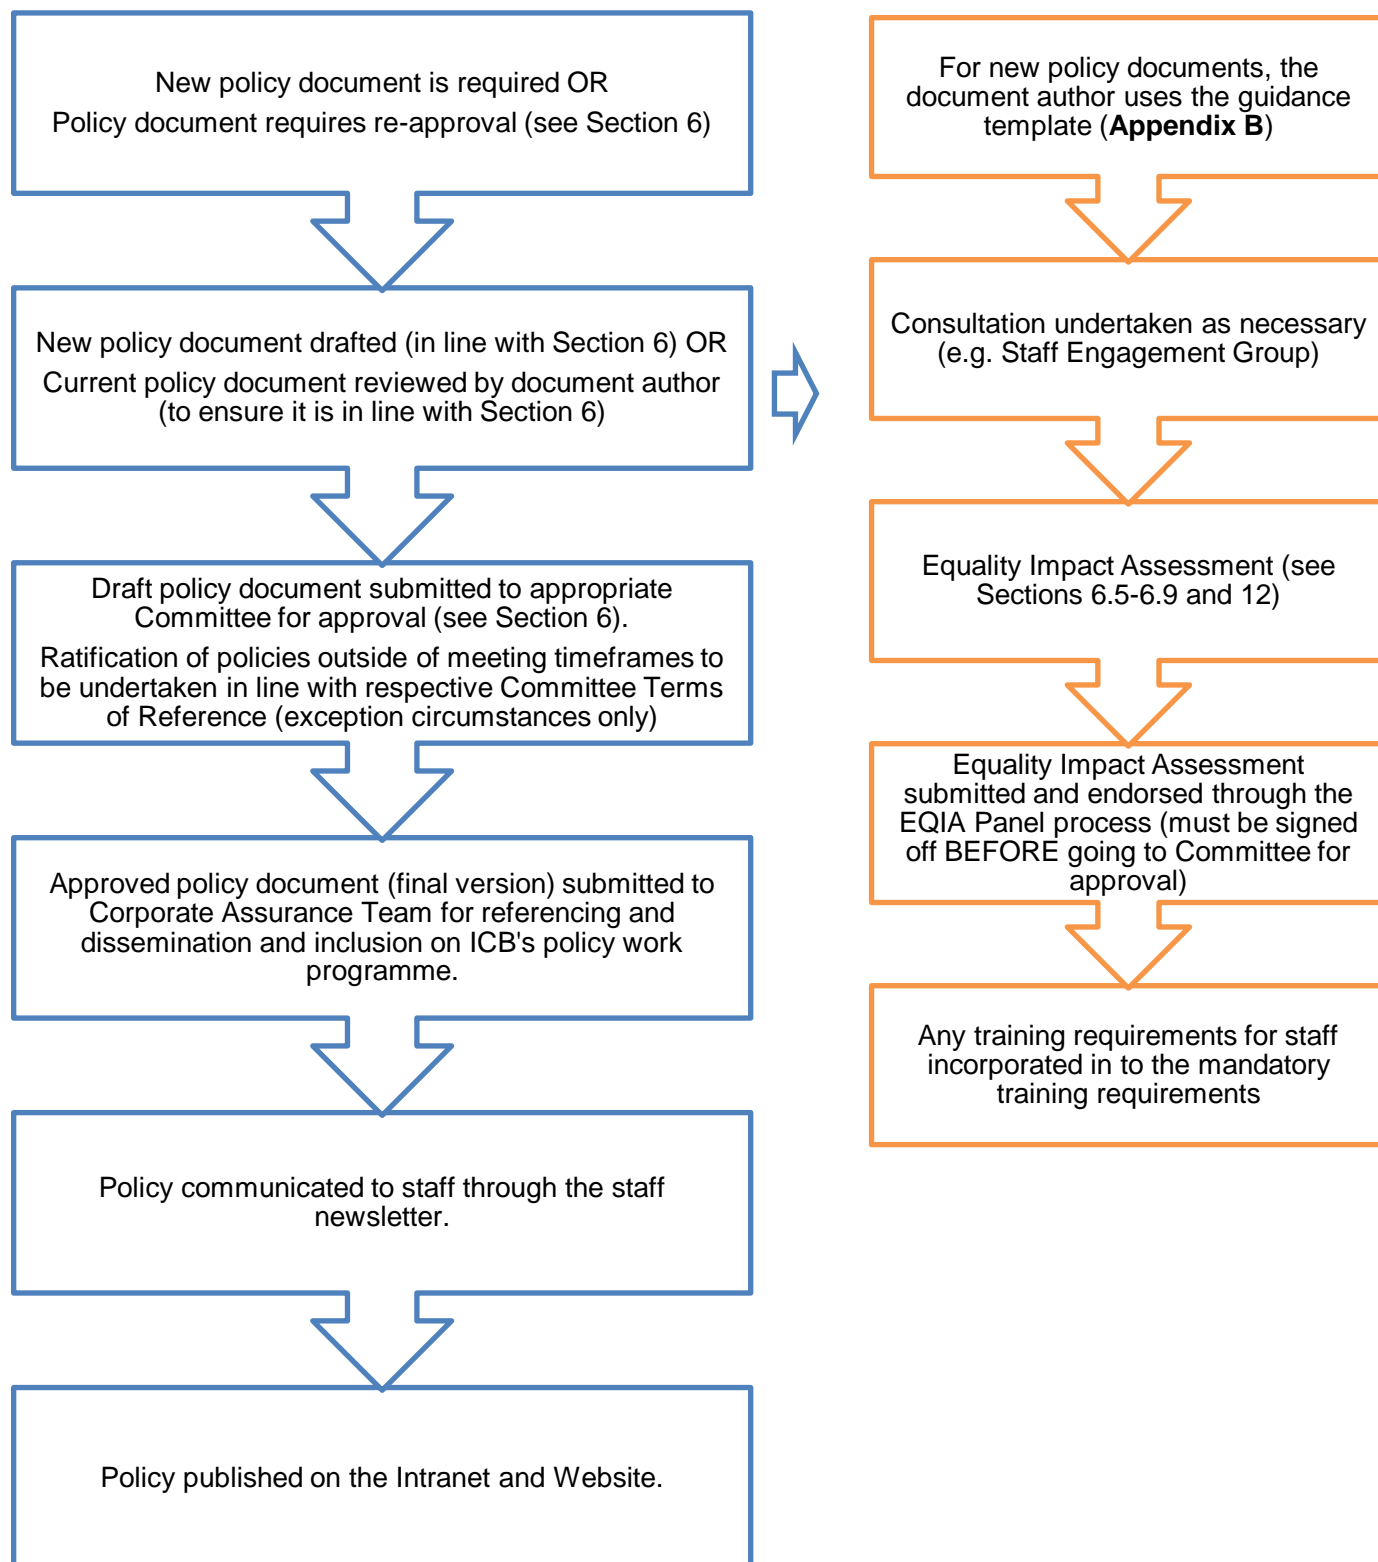 New policy document is required OR
Policy document requires re-approval (see Section 6)
New policy document drafted (in line with Section 6) OR
Current policy document reviewed by document author
(to ensure it is in line with Section 6)
Draft policy document submitted to appropriate
Committee for approval (see Section 6).
Ratification of policies outside of meeting timeframes to
be undertaken in line with respective Committee Terms
of Reference (exception circumstances only)
Approved policy document (final version) submitted to
Corporate Assurance Team for referencing and
dissemination and inclusion on ICB's policy work
programme.
Policy communicated to staff through the staff
newsletter.
Policy published on the Intranet and Website.
For new policy documents, the
document author uses the guidance
template (Appendix B)
Consultation undertaken as necessary
(e.g. Staff Engagement Group)
Equality Impact Assessment (see
Sections 6.5-6.9 and 12)
Equality Impact Assessment
submitted and endorsed through the
EQIA Panel process (must be signed
off BEFORE going to Committee for
approval)
Any training requirements for staff
incorporated in to the mandatory
training requirements